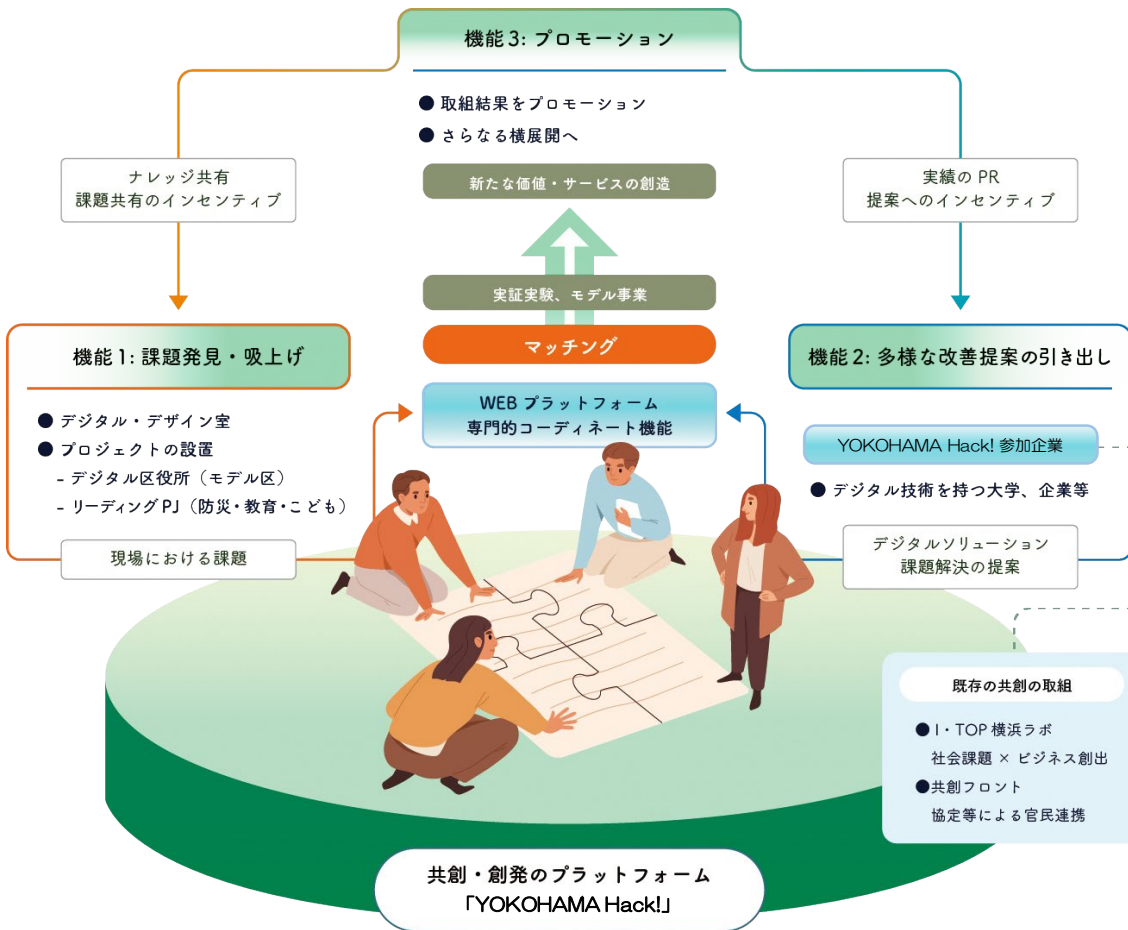 機能3: プロモーション
● 取組結果をプロモーション
● さらなる横展開へ
ナレッジ共有
課題共有のインセンティブ
新たな価値・サービスの創造
実績の PR
提案へのインセンティブ
実証実験、モデル事業
マッチング
機能1: 課題発見・吸上げ
● デジタル・デザイン室
● プロジェクトの設置
- デジタル区役所（モデル区）
- リーディングPJ（防災・教育・こども）
現場における課題
WEB プラットフォーム
専門的コーディネート機能
機能2: 多様な改善提案の引き出し
YOKOHAMA Hack! 参加企業
● デジタル技術を持つ大学、企業等
デジタルソリューション
課題解決の提案
既存の共創の取組
●I・TOP 横浜ラボ
社会課題 × ビジネス創出
●共創フロント
協定等による官民連携
共創・創発のプラットフォーム
「YOKOHAMA Hack!」